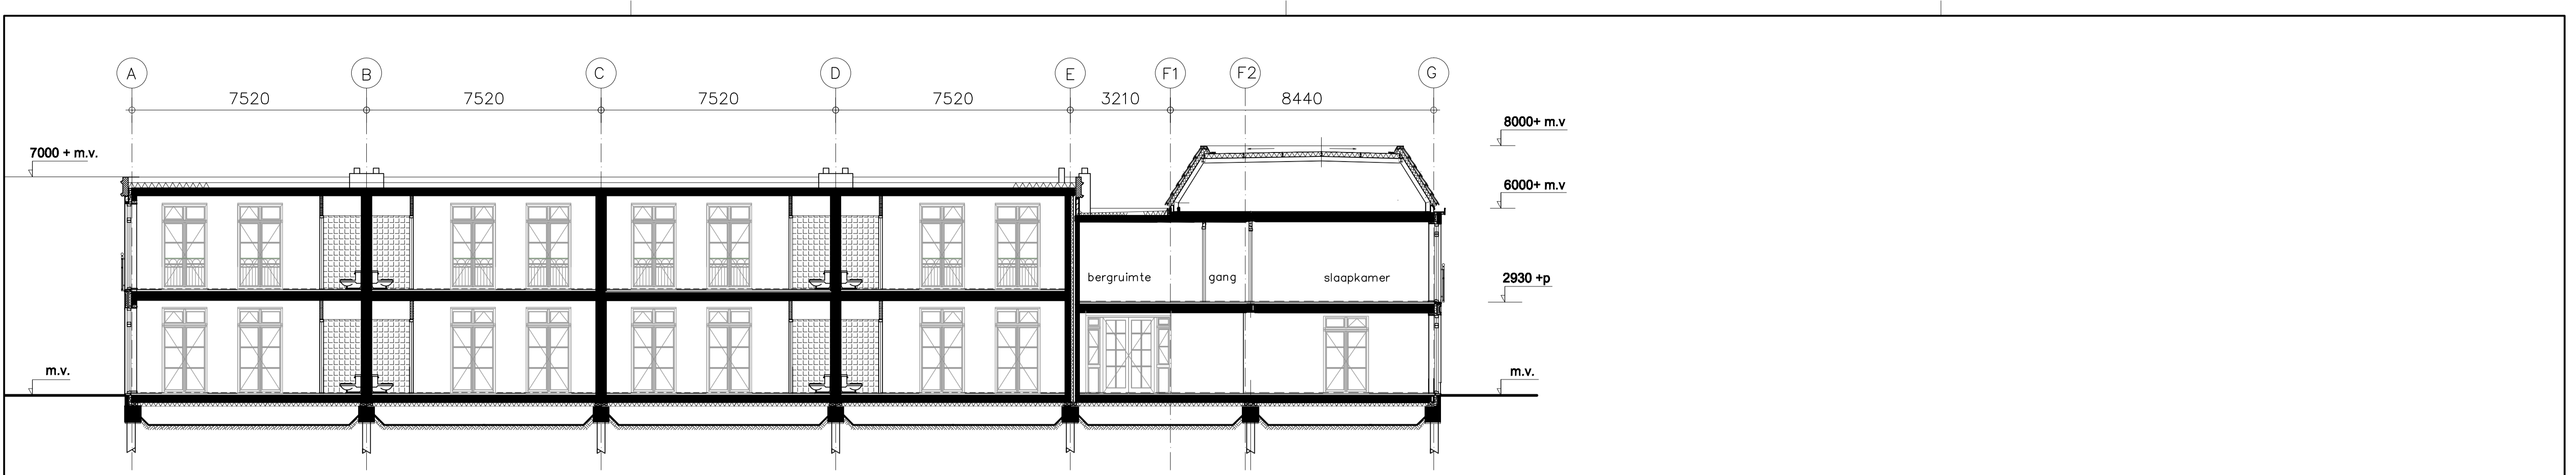 A B C D E F1 F2 G
7520 7520 7520 7520 3210 8440
8000+ m.v
7000 + m.v.
6000+ m.v
bergruimte gang slaapkamer 2930 +p
m.v. m.v.